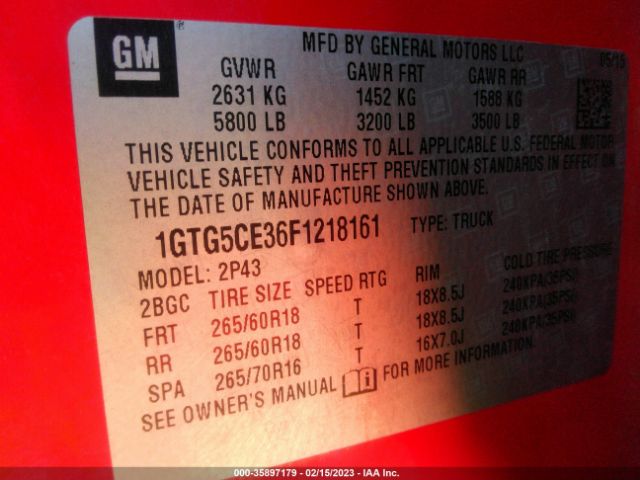 GM
MFD BY GENERAL MOTORS LLC
05/15
GVWR GAWR FRT GAWR RR
2631 KG 1452 KG 1588 KG
5800 LB 3200 LB 3500 LB
THIS VEHICLE CONFORMS TO ALL APPLICABLE U.S. FEDERAL MOTOR
VEHICLE SAFETY AND THEFT PREVENTION STANDARDS IN EFFECT ON
THE DATE OF MANUFACTURE SHOWN ABOVE.
1GTG5CE36F1218161 TYPE: TRUCK
MODEL: 2P43
2BGC TIRE SIZE SPEED RTG RIM COLD TIRE PRESSURE
FRT 265/60R18 T 18X8.5J 240KPA(35PSI)
RR 265/60R18 T 18X8.5J 240KPA(35PSI)
SPA 265/70R16 T 16X7.0J 240KPA(35PSI)
SEE OWNER'S MANUAL FOR MORE INFORMATION.
000-35897179 - 02/15/2023 - IAA Inc.